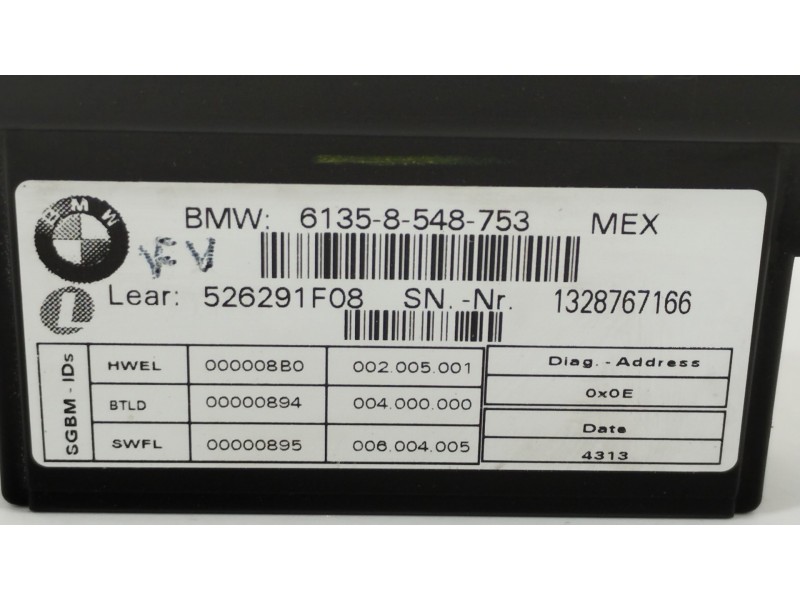 BMW
BMW: 6135-8-548-753 MEX
VFV
L
Lear: 526291F08 SN.-Nr. 1328767166
SGBM-IDs
HWEL 000008B0 002.005.001 Diag.-Address
0x0E
BTLD 00000894 004.000.000
Date
SWFL 00000895 006.004.005
4313